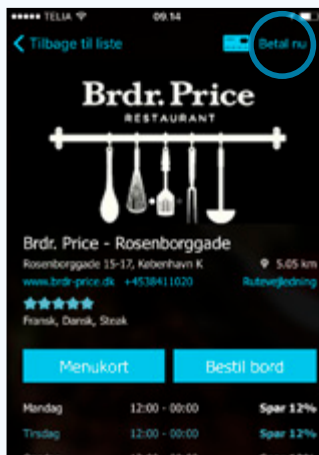 TELIA 09.14
Tilbage til liste Betal nu
Brdr. Price
RESTAURANT
Brdr. Price - Rosenborggade
Rosenborggade 15-17, København K 5.05 km
www.brdr-price.dk +4538411020 Rutevejledning
Fransk, Dansk, Steak
Menukort Bestil bord
Mandag 12:00 - 00:00 Spar 12%
Tirsdag 12:00 - 00:00 Spar 12%